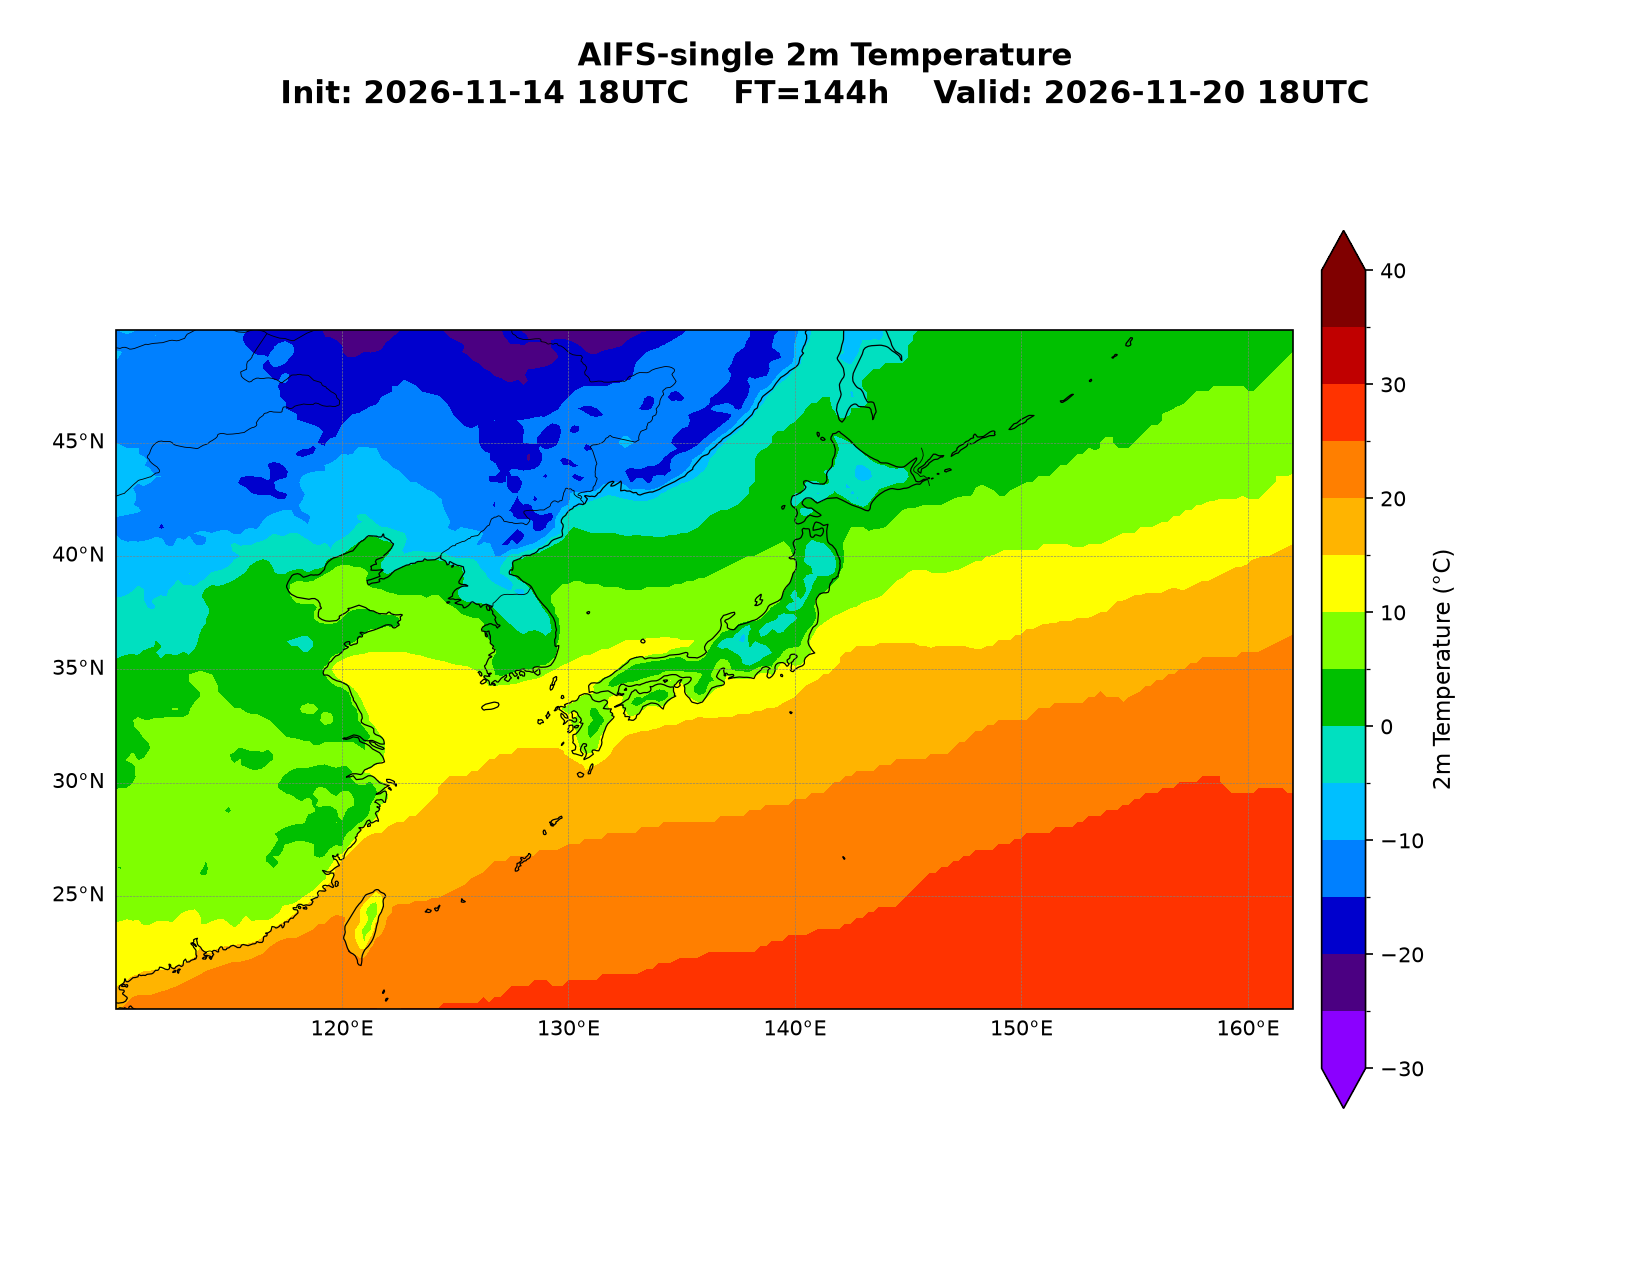 AIFS-single 2m Temperature
Init: 2026-11-14 18UTC    FT=144h    Valid: 2026-11-20 18UTC
45°N
40°N
35°N
30°N
25°N
120°E
130°E
140°E
150°E
160°E
40
30
20
10
0
−10
−20
−30
2m Temperature (°C)